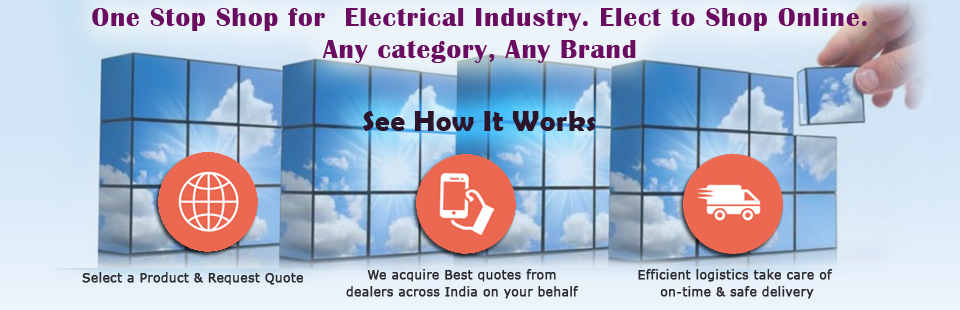 One Stop Shop for  Electrical Industry. Elect to Shop Online.
Any category, Any Brand
See How It Works
Select a Product & Request Quote
We acquire Best quotes from
dealers across India on your behalf
Efficient logistics take care of
on-time & safe delivery